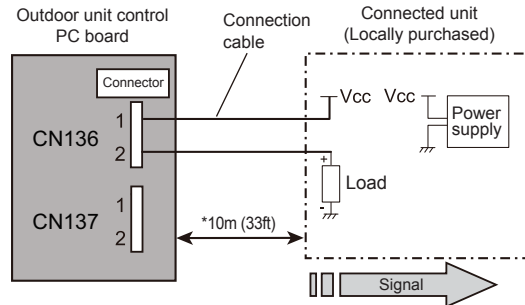 Outdoor unit control
PC board
Connection
cable
Connected unit
(Locally purchased)
Connector
CN136
1
2
CN137
1
2
*10m (33ft)
Vcc
Vcc
Power
supply
+
Load
-
Signal